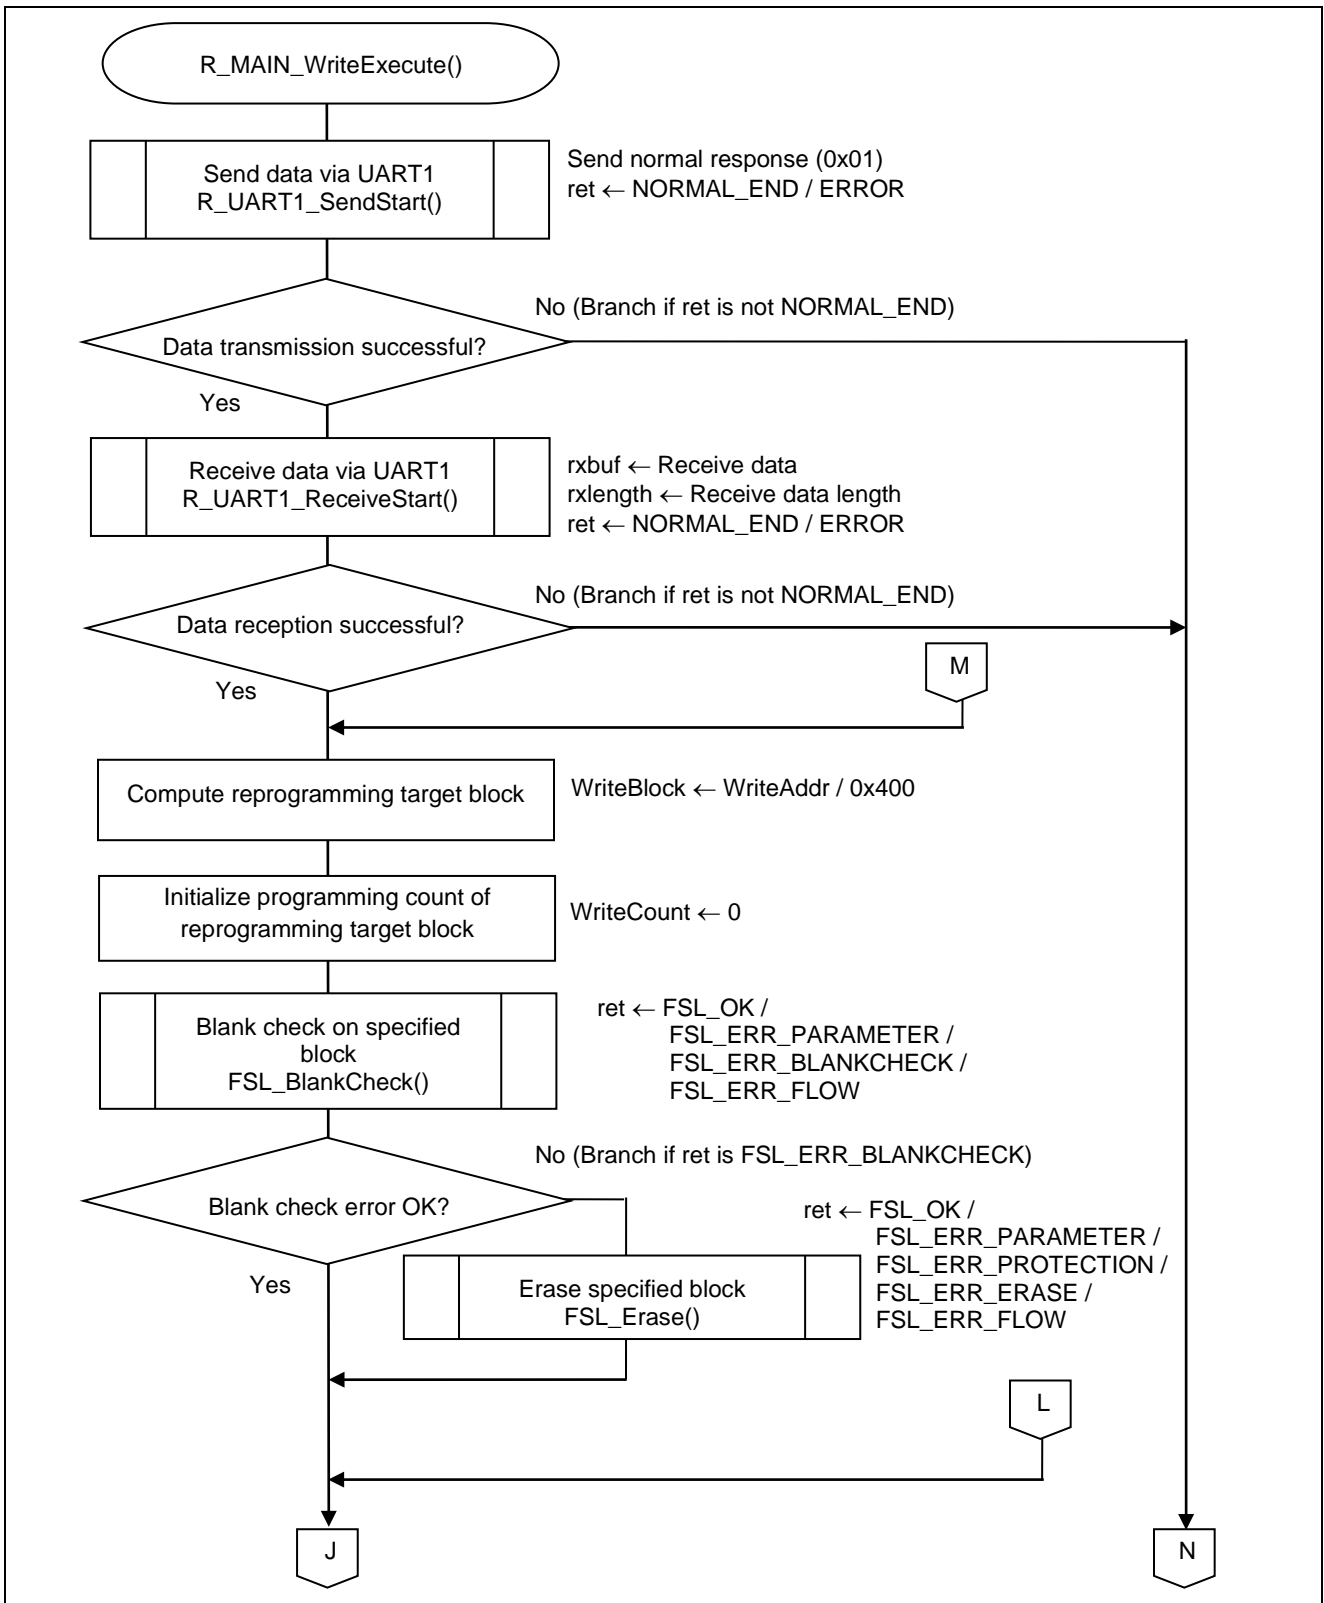 R_MAIN_WriteExecute()
Send data via UART1
R_UART1_SendStart()
Send normal response (0x01)
ret ← NORMAL_END / ERROR
No (Branch if ret is not NORMAL_END)
Data transmission successful?
Yes
Receive data via UART1
R_UART1_ReceiveStart()
rxbuf ← Receive data
rxlength ← Receive data length
ret ← NORMAL_END / ERROR
No (Branch if ret is not NORMAL_END)
Data reception successful?
M
Yes
Compute reprogramming target block
WriteBlock ← WriteAddr / 0x400
Initialize programming count of
reprogramming target block
WriteCount ← 0
Blank check on specified
block
FSL_BlankCheck()
ret ← FSL_OK /
FSL_ERR_PARAMETER /
FSL_ERR_BLANKCHECK /
FSL_ERR_FLOW
No (Branch if ret is FSL_ERR_BLANKCHECK)
Blank check error OK?
Yes
Erase specified block
FSL_Erase()
ret ← FSL_OK /
FSL_ERR_PARAMETER /
FSL_ERR_PROTECTION /
FSL_ERR_ERASE /
FSL_ERR_FLOW
L
J
N